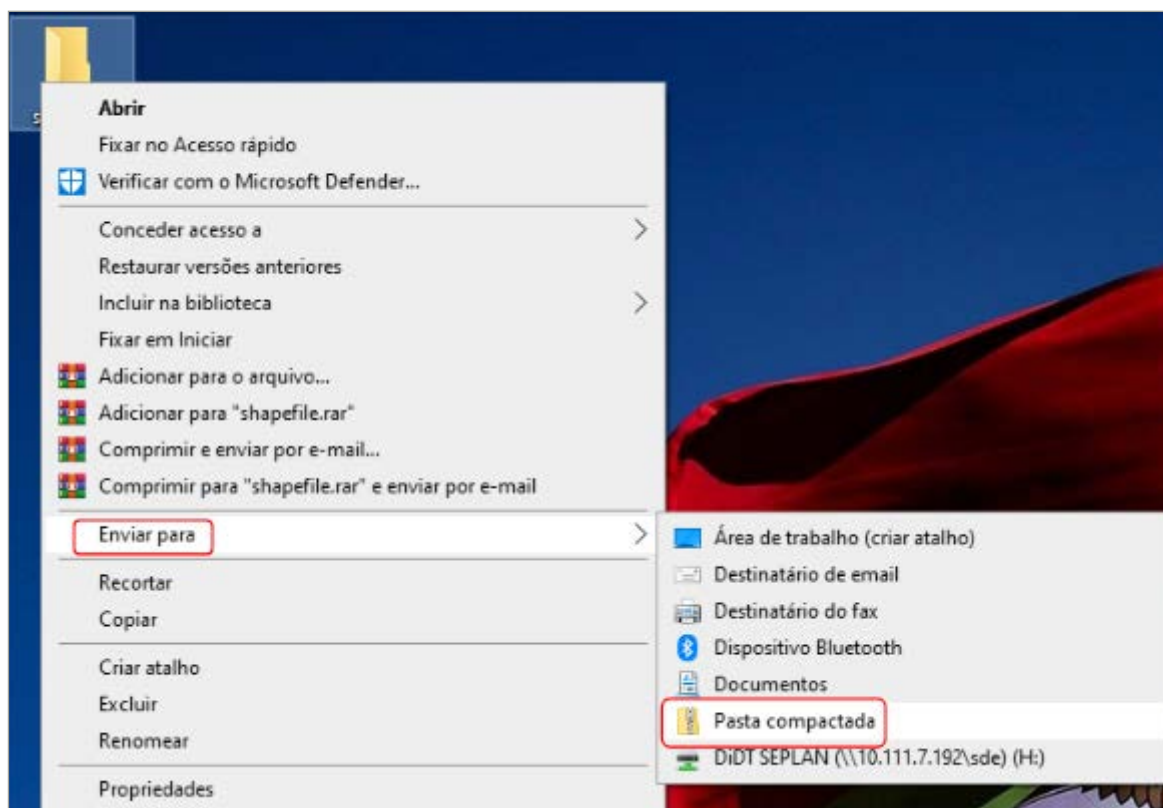 Abrir
Fixar no Acesso rápido
Verificar com o Microsoft Defender...
Conceder acesso a
Restaurar versões anteriores
Incluir na biblioteca
Fixar em Iniciar
Adicionar para o arquivo...
Adicionar para "shapefile.rar"
Comprimir e enviar por e-mail...
Comprimir para "shapefile.rar" e enviar por e-mail
Enviar para
Recortar
Copiar
Criar atalho
Excluir
Renomear
Propriedades
Área de trabalho (criar atalho)
Destinatário de email
Destinatário do fax
Dispositivo Bluetooth
Documentos
Pasta compactada
DiDT SEPLAN (\\10.111.7.192\sde) (H:)